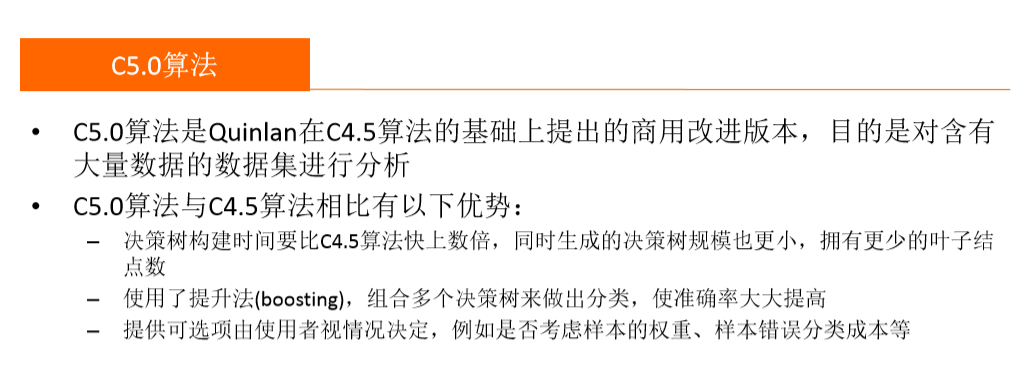 C5.0算法
• C5.0算法是Quinlan在C4.5算法的基础上提出的商用改进版本，目的是对含有
大量数据的数据集进行分析
• C5.0算法与C4.5算法相比有以下优势：
– 决策树构建时间要比C4.5算法快上数倍，同时生成的决策树规模也更小，拥有更少的叶子结
点数
– 使用了提升法(boosting)，组合多个决策树来做出分类，使准确率大大提高
– 提供可选项由使用者视情况决定，例如是否考虑样本的权重、样本错误分类成本等